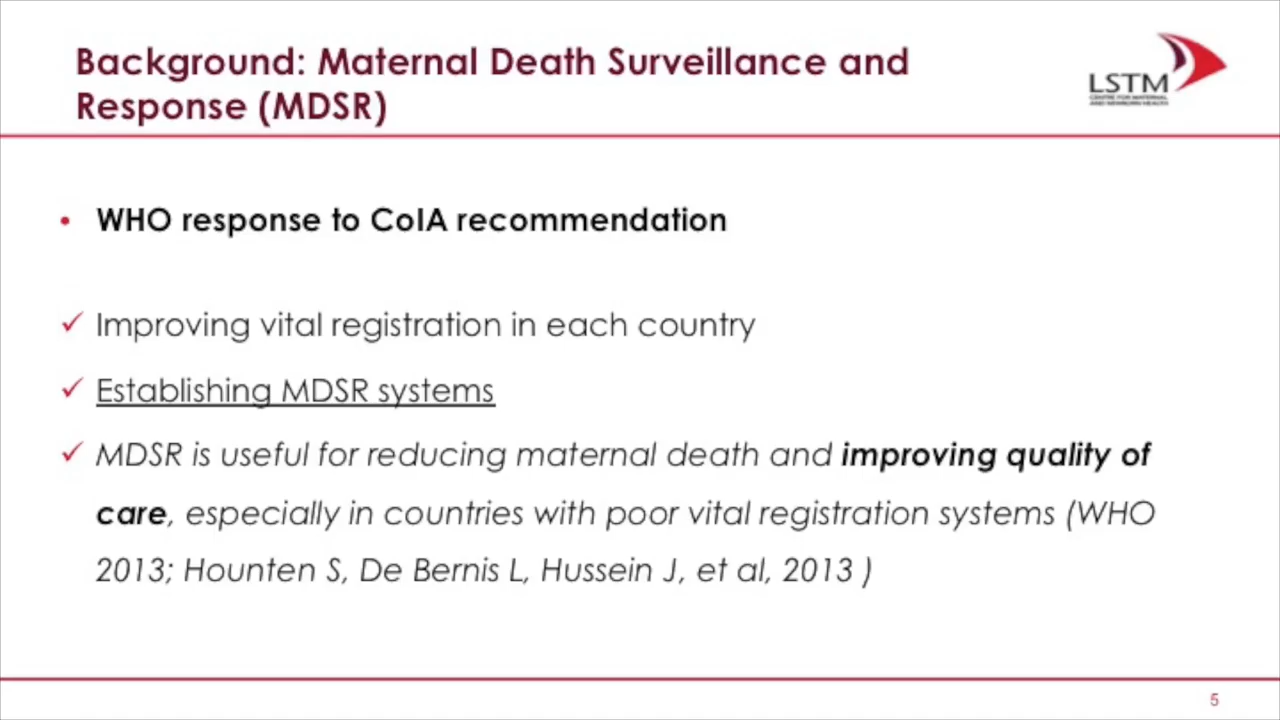 Background: Maternal Death Surveillance and
Response (MDSR)
LSTM
CENTRE FOR MATERNAL
AND NEWBORN HEALTH
• WHO response to CoIA recommendation
✓ Improving vital registration in each country
✓ Establishing MDSR systems
✓ MDSR is useful for reducing maternal death and improving quality of
care, especially in countries with poor vital registration systems (WHO
2013; Hounten S, De Bernis L, Hussein J, et al, 2013 )
5